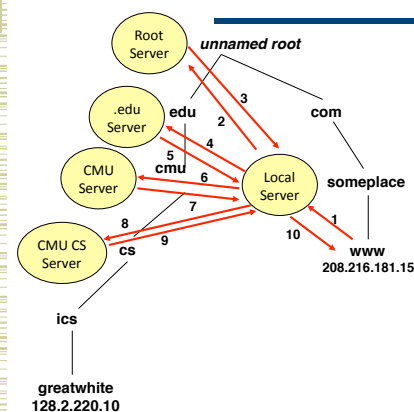 Root
Server
unnamed root
3
2
.edu
Server
edu
com
4
5
cmu
CMU
Server
6
7
Local
Server
someplace
8
9
1
10
CMU CS
Server
cs
www
208.216.181.15
ics
greatwhite
128.2.220.10